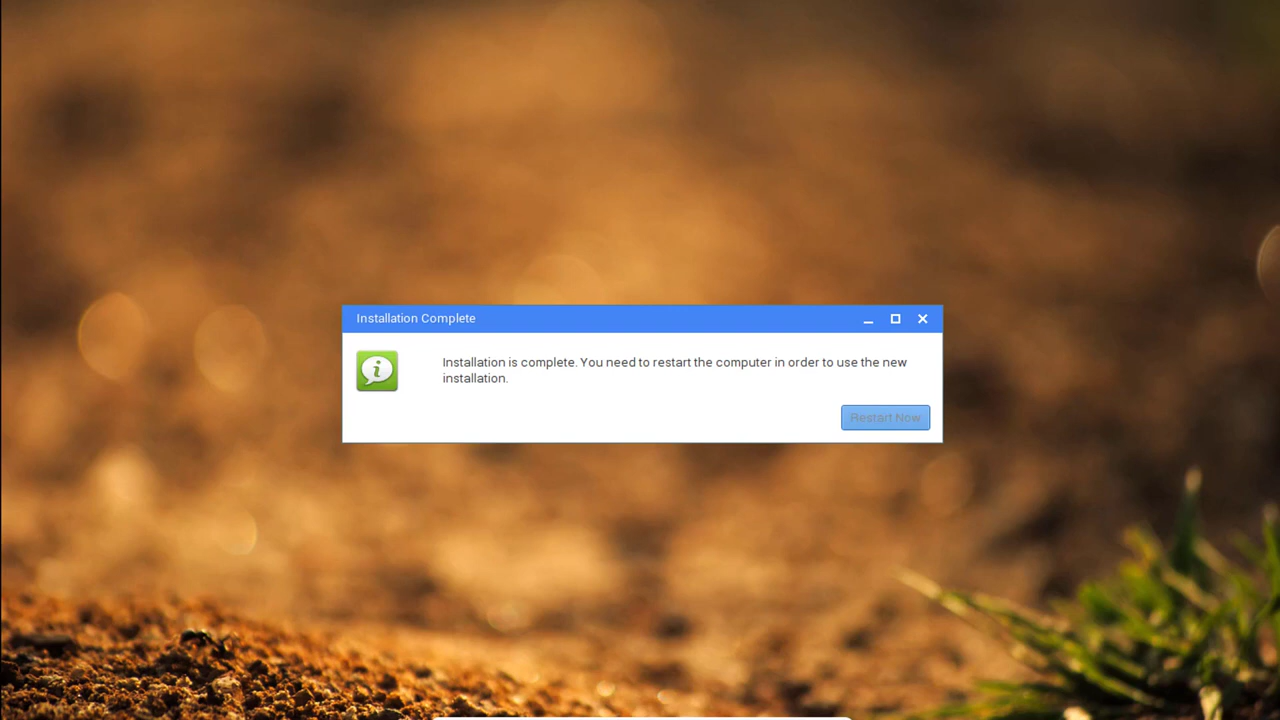 Installation Complete
Installation is complete. You need to restart the computer in order to use the new
installation.
Restart Now